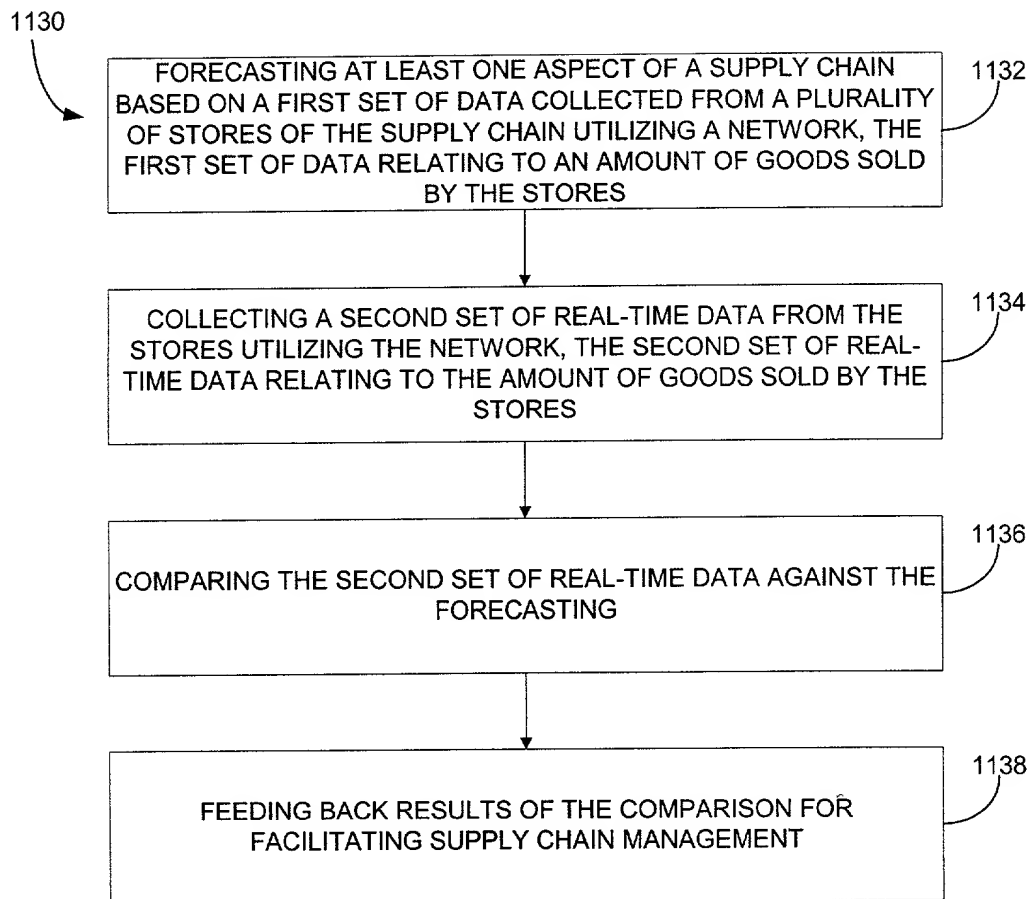 1130
FORECASTING AT LEAST ONE ASPECT OF A SUPPLY CHAIN
BASED ON A FIRST SET OF DATA COLLECTED FROM A PLURALITY
OF STORES OF THE SUPPLY CHAIN UTILIZING A NETWORK, THE
FIRST SET OF DATA RELATING TO AN AMOUNT OF GOODS SOLD
BY THE STORES
1132
COLLECTING A SECOND SET OF REAL-TIME DATA FROM THE
STORES UTILIZING THE NETWORK, THE SECOND SET OF REAL-
TIME DATA RELATING TO THE AMOUNT OF GOODS SOLD BY THE
STORES
1134
COMPARING THE SECOND SET OF REAL-TIME DATA AGAINST THE
FORECASTING
1136
FEEDING BACK RESULTS OF THE COMPARISON FOR
FACILITATING SUPPLY CHAIN MANAGEMENT
1138